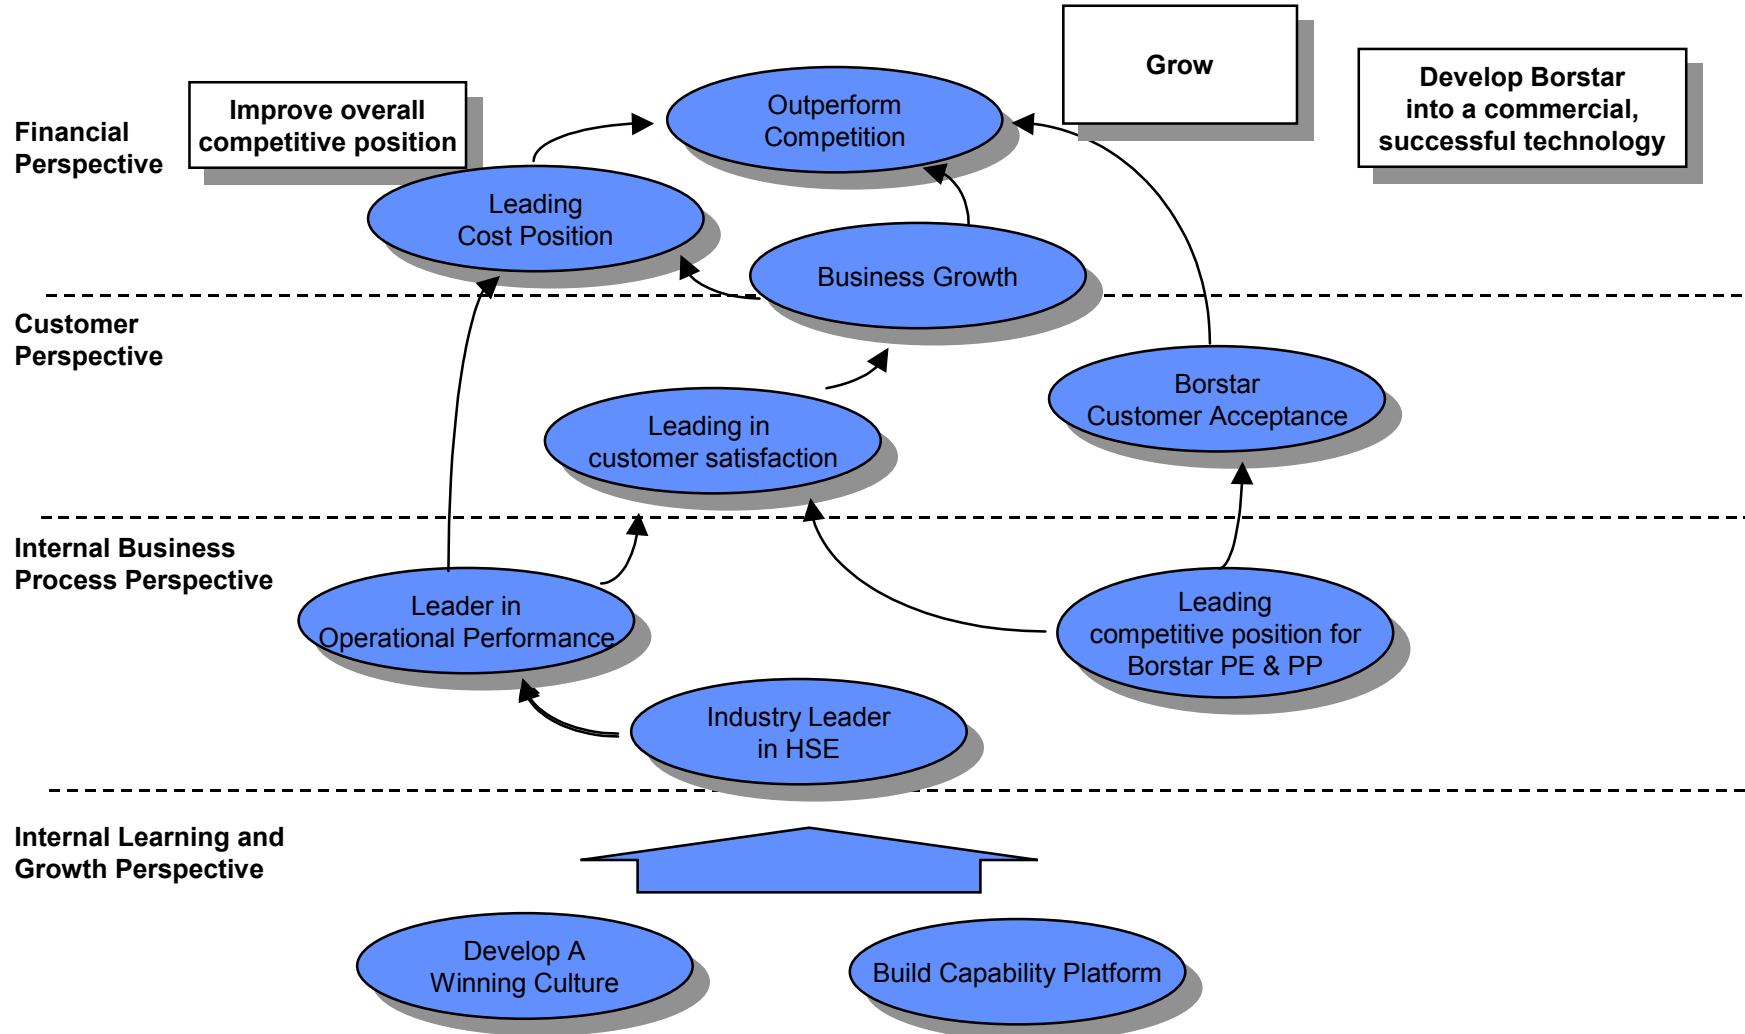 Grow
Develop Borstar
into a commercial,
successful technology
Improve overall
competitive position
Outperform
Competition
Financial
Perspective
Leading
Cost Position
Business Growth
Customer
Perspective
Borstar
Customer Acceptance
Leading in
customer satisfaction
Internal Business
Process Perspective
Leader in
Operational Performance
Leading
competitive position for
Borstar PE & PP
Industry Leader
in HSE
Internal Learning and
Growth Perspective
Develop A
Winning Culture
Build Capability Platform